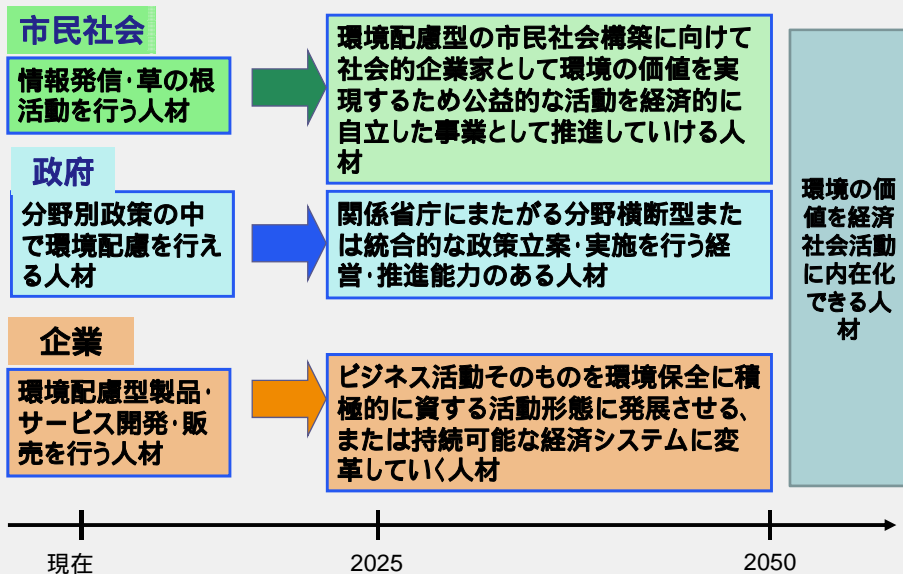 市民社会
情報発信・草の根
活動を行う人材
環境配慮型の市民社会構築に向けて
社会的企業家として環境の価値を実
現するため公益的な活動を経済的に
自立した事業として推進していける人
材
政府
分野別政策の中
で環境配慮を行え
る人材
関係省庁にまたがる分野横断型また
は統合的な政策立案・実施を行う経
営・推進能力のある人材
企業
環境配慮型製品・
サービス開発・販
売を行う人材
ビジネス活動そのものを環境保全に積
極的に資する活動形態に発展させる、
または持続可能な経済システムに変
革していく人材
環境の価
値を経済
社会活動
に内在化
できる人
材
現在
2025
2050